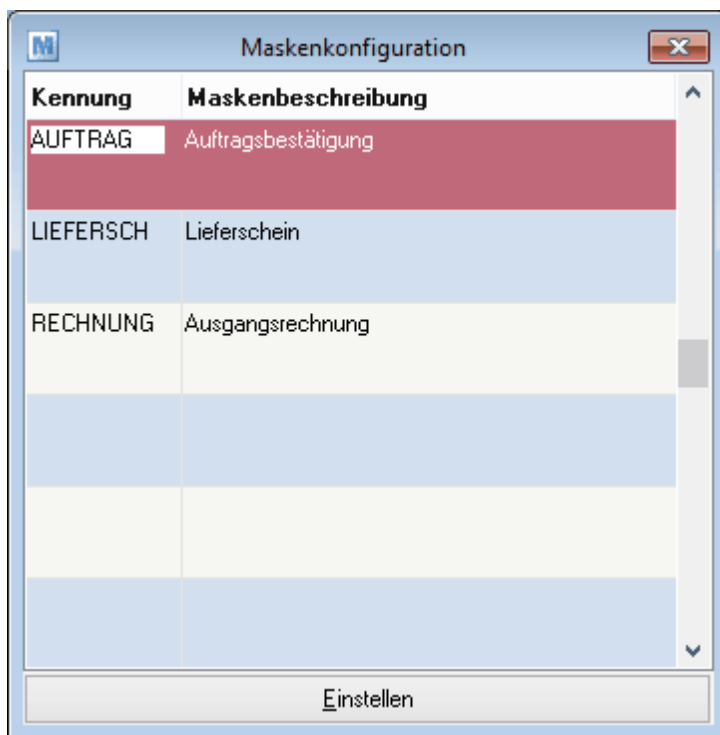 M Maskenkonfiguration
Kennung Maskenbeschreibung
AUFTRAG Auftragsbestätigung
LIEFERSCH Lieferschein
RECHNUNG Ausgangsrechnung
Einstellen